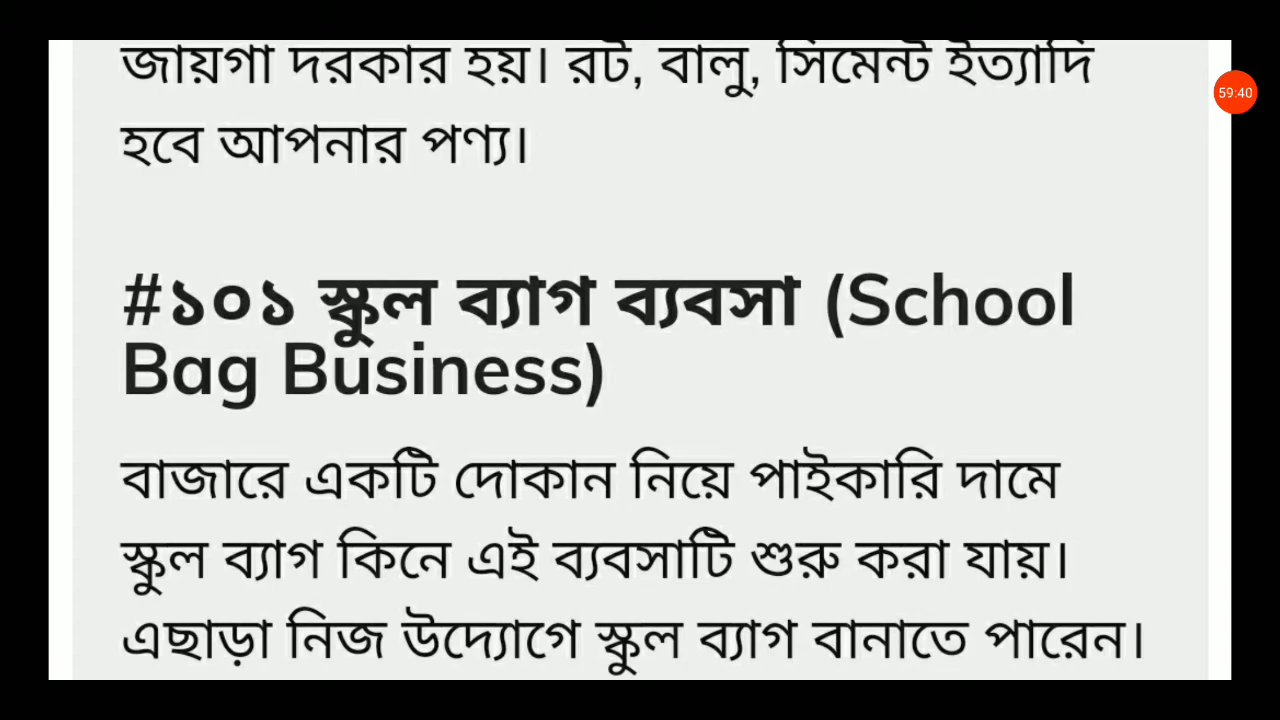 জায়গা দরকার হয়। রট, বালু, সিমেন্ট ইত্যাদি
হবে আপনার পণ্য।
59:40
#১০১ স্কুল ব্যাগ ব্যবসা (School
Bag Business)
বাজারে একটি দোকান নিয়ে পাইকারি দামে
স্কুল ব্যাগ কিনে এই ব্যবসাটি শুরু করা যায়।
এছাড়া নিজ উদ্যোগে স্কুল ব্যাগ বানাতে পারেন।